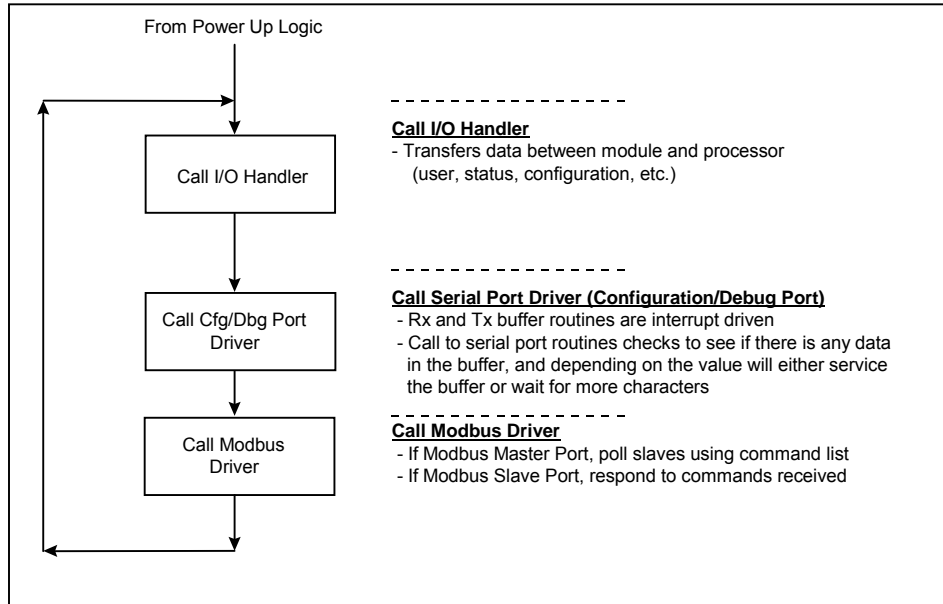 From Power Up Logic
Call I/O Handler
Call Cfg/Dbg Port
Driver
Call Modbus
Driver
Call I/O Handler
- Transfers data between module and processor
(user, status, configuration, etc.)
Call Serial Port Driver (Configuration/Debug Port)
- Rx and Tx buffer routines are interrupt driven
- Call to serial port routines checks to see if there is any data
in the buffer, and depending on the value will either service
the buffer or wait for more characters
Call Modbus Driver
- If Modbus Master Port, poll slaves using command list
- If Modbus Slave Port, respond to commands received